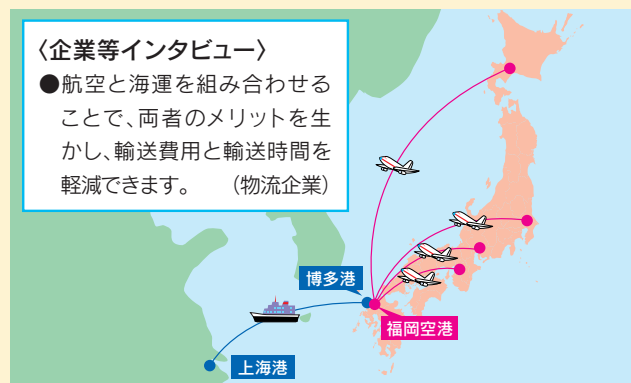 〈企業等インタビュー〉
●航空と海運を組み合わせる
ことで、両者のメリットを生
かし、輸送費用と輸送時間を
軽減できます。 （物流企業）
博多港
福岡空港
上海港